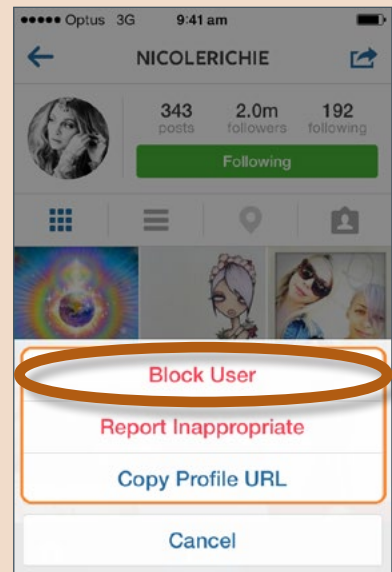 ●●●●● Optus 3G 9:41 am
NICOLERICHIE
343 2.0m 192
posts followers following
Following
Block User
Report Inappropriate
Copy Profile URL
Cancel